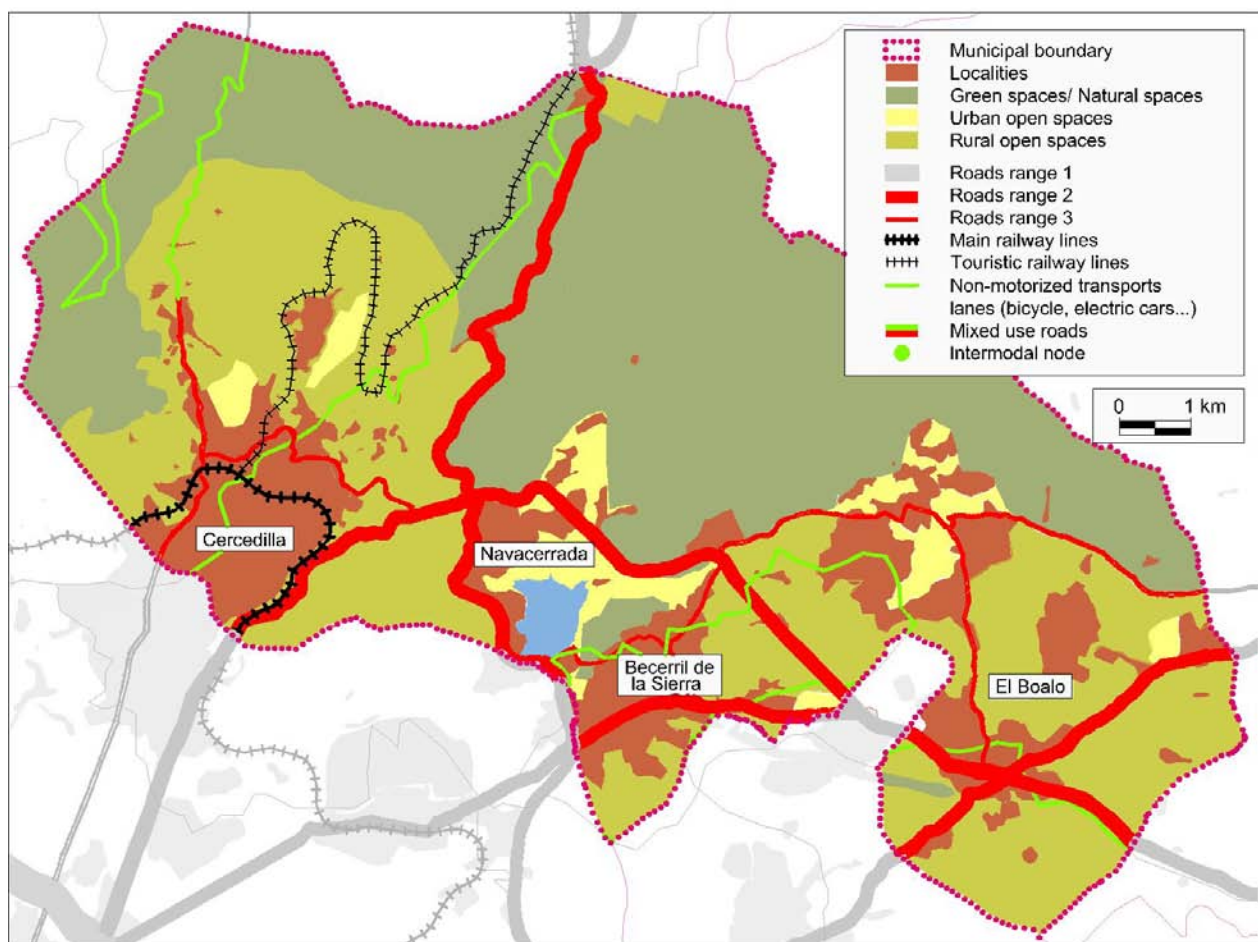 Municipal boundary
Localities
Green spaces/ Natural spaces
Urban open spaces
Rural open spaces
Roads range 1
Roads range 2
Roads range 3
Main railway lines
Touristic railway lines
Non-motorized transports
lanes (bicycle, electric cars...)
Mixed use roads
Intermodal node
0 1 km
Cercedilla
Navacerrada
Becerril de
la Sierra
El Boalo